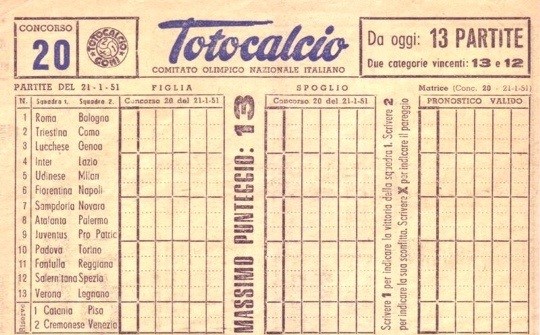 CONCORSO
20
TOTOCALCIO
CONI
Totocalcio
COMITATO OLIMPICO NAZIONALE ITALIANO
Da oggi: 13 PARTITE
Due categorie vincenti: 13 e 12
PARTITE DEL 21-1-51
FIGLIA
SPOGLIO
Matrice (Conc. 20 - 21-1-51)
N. Squadra 1. Squadra 2.
Concorso 20 del 21-1-51
Concorso 20 del 21-1-51
PRONOSTICO VALIDO
1 Roma Bologna
2 Triestina Como
3 Lucchese Genoa
4 Inter Lazio
5 Udinese Milan
6 Fiorentina Napoli
7 Sampdoria Novara
8 Atalanta Palermo
9 Juventus Pro Patric
10 Padova Torino
11 Fanfulla Reggiana
12 Salernitana Spezia
13 Verona Legnano
Riserve
1 Catania Pisa
2 Cremonese Venezia
MASSIMO PUNTEGGIO: 13
Scrivere 1 per indicare la vittoria della squadra 1. Scrivere 2
per indicare la sua sconfitta. Scrivere X per indicare il pareggio